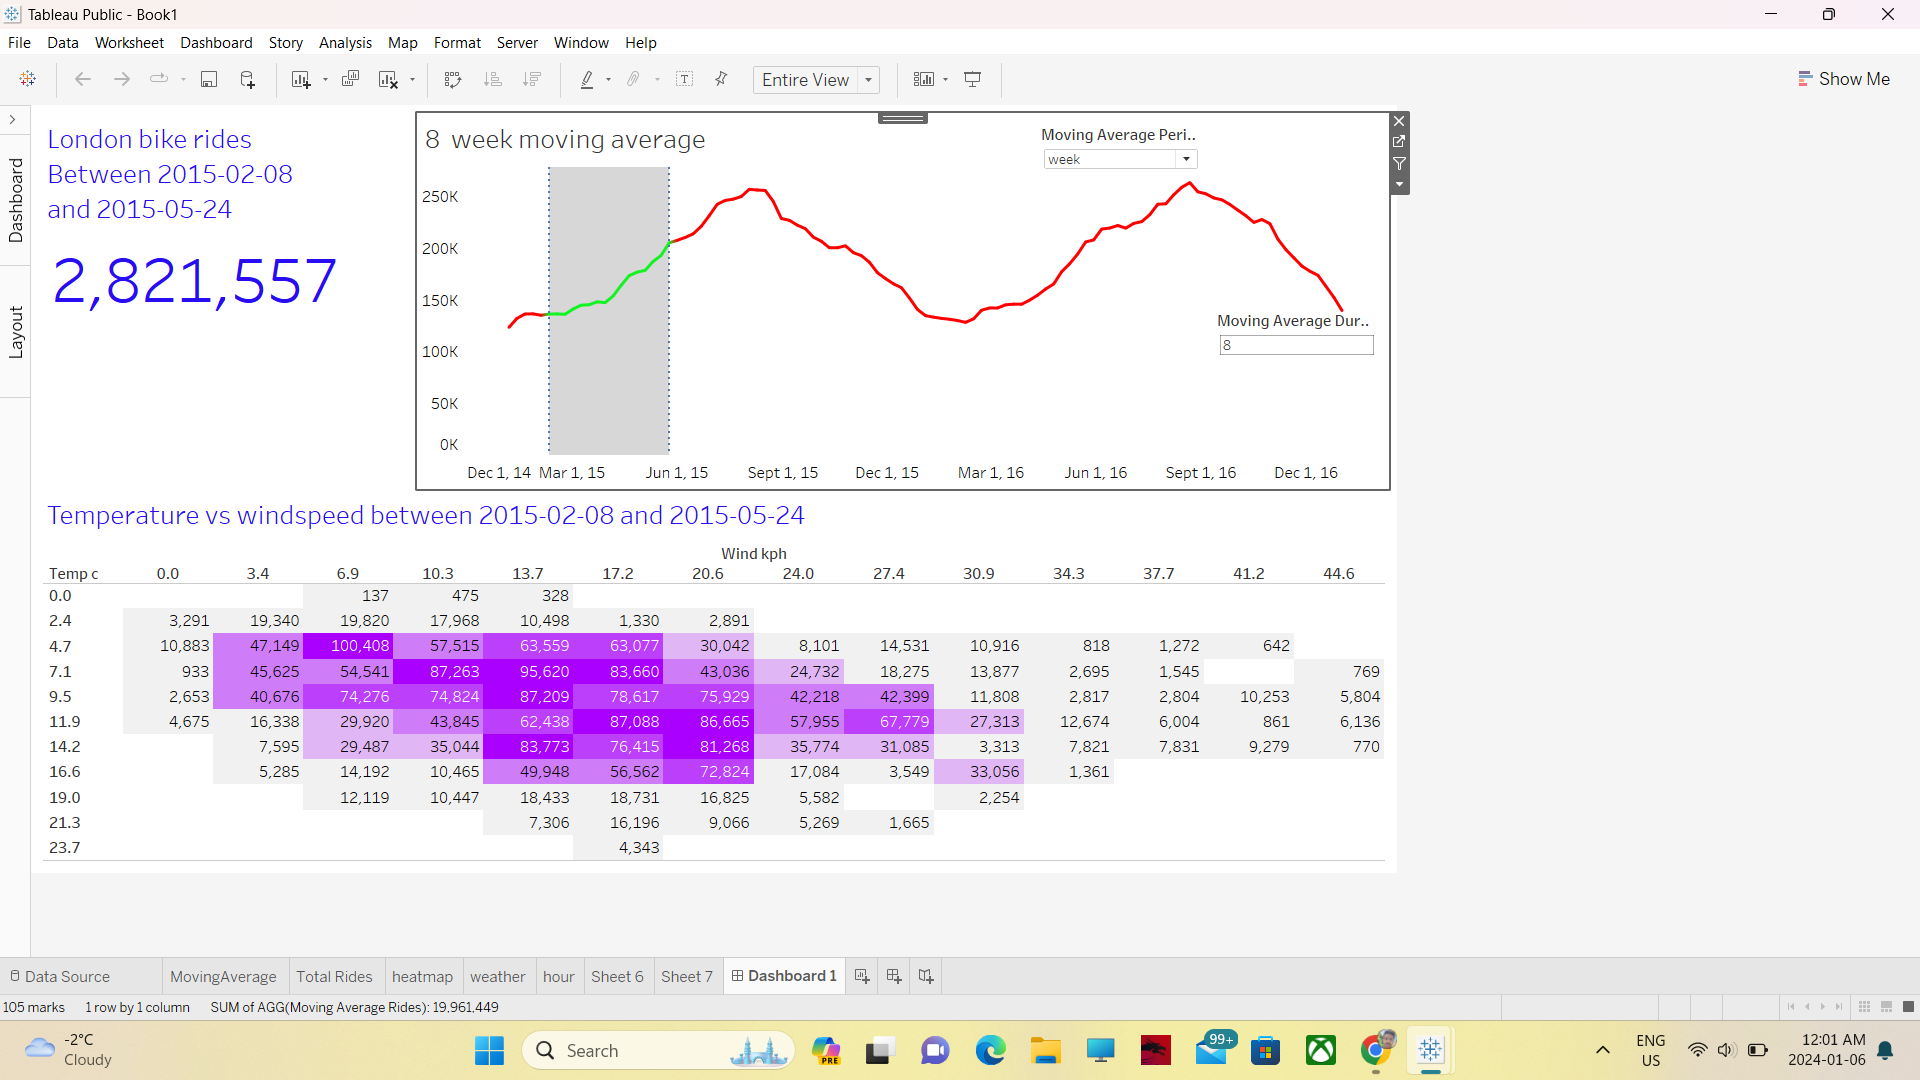 Tableau Public - Book1
File Data Worksheet Dashboard Story Analysis Map Format Server Window Help
Entire View
Show Me
Dashboard
Layout
London bike rides
Between 2015-02-08
and 2015-05-24
2,821,557
8 week moving average
Moving Average Peri..
week
250K
200K
150K
100K
50K
0K
Moving Average Dur..
8
Dec 1, 14 Mar 1, 15 Jun 1, 15 Sept 1, 15 Dec 1, 15 Mar 1, 16 Jun 1, 16 Sept 1, 16 Dec 1, 16
Temperature vs windspeed between 2015-02-08 and 2015-05-24
Wind kph
Temp c 0.0 3.4 6.9 10.3 13.7 17.2 20.6 24.0 27.4 30.9 34.3 37.7 41.2 44.6
0.0 137 475 328
2.4 3,291 19,340 19,820 17,968 10,498 1,330 2,891
4.7 10,883 47,149 100,408 57,515 63,559 63,077 30,042 8,101 14,531 10,916 818 1,272 642
7.1 933 45,625 54,541 87,263 95,620 83,660 43,036 24,732 18,275 13,877 2,695 1,545 769
9.5 2,653 40,676 74,276 74,824 87,209 78,617 75,929 42,218 42,399 11,808 2,817 2,804 10,253 5,804
11.9 4,675 16,338 29,920 43,845 62,438 87,088 86,665 57,955 67,779 27,313 12,674 6,004 861 6,136
14.2 7,595 29,487 35,044 83,773 76,415 81,268 35,774 31,085 3,313 7,821 7,831 9,279 770
16.6 5,285 14,192 10,465 49,948 56,562 72,824 17,084 3,549 33,056 1,361
19.0 12,119 10,447 18,433 18,731 16,825 5,582 2,254
21.3 7,306 16,196 9,066 5,269 1,665
23.7 4,343
Data Source MovingAverage Total Rides heatmap weather hour Sheet 6 Sheet 7 Dashboard 1
105 marks 1 row by 1 column SUM of AGG(Moving Average Rides): 19,961,449
-2°C
Cloudy
Search
PRE
99+
ENG
US
12:01 AM
2024-01-06